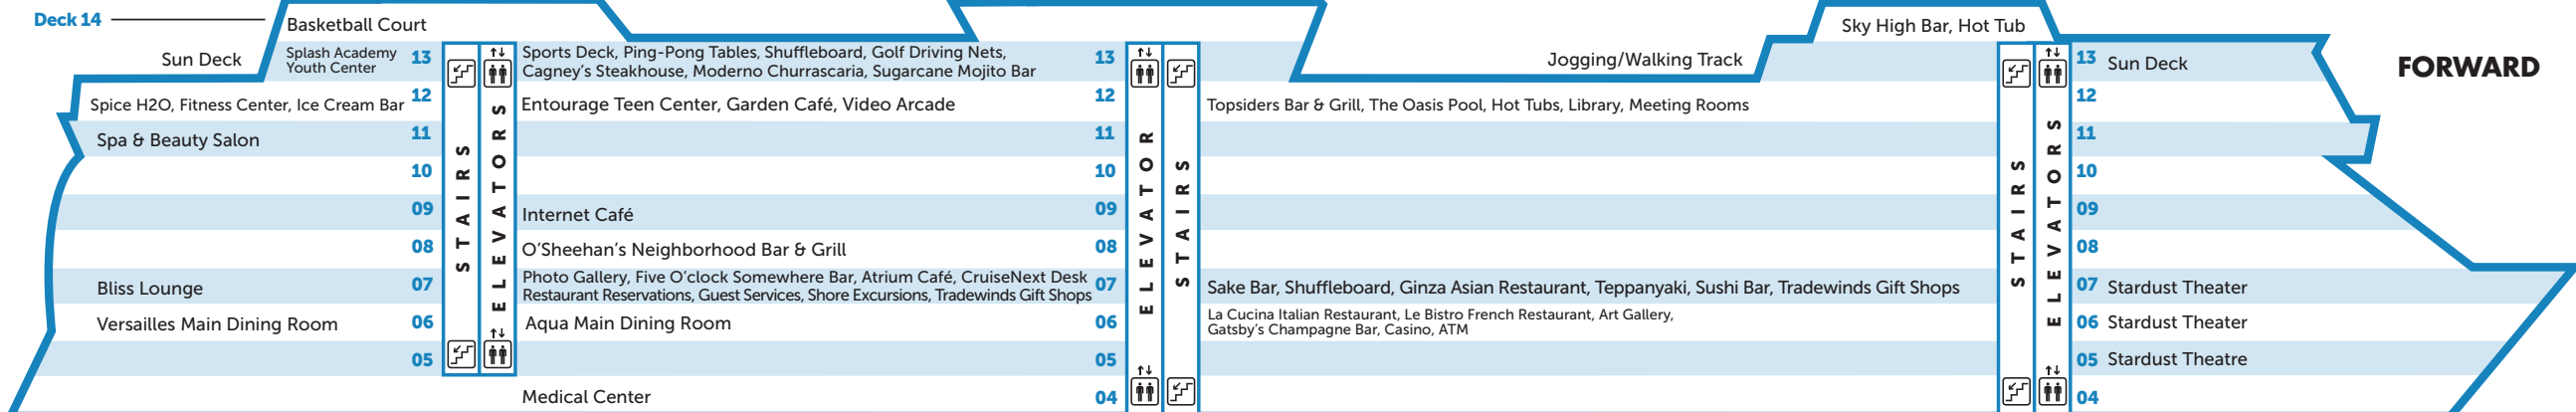 Deck 14
Basketball Court
Sky High Bar, Hot Tub
Sun Deck
Splash Academy
Youth Center
13
Sports Deck, Ping-Pong Tables, Shuffleboard, Golf Driving Nets,
Cagney's Steakhouse, Moderno Churrascaria, Sugarcane Mojito Bar
13
Jogging/Walking Track
13 Sun Deck
FORWARD
Spice H2O, Fitness Center, Ice Cream Bar 12
Entourage Teen Center, Garden Café, Video Arcade
12
Topsiders Bar & Grill, The Oasis Pool, Hot Tubs, Library, Meeting Rooms
12
Spa & Beauty Salon 11
11
11
10
10
10
09
Internet Café
09
09
08
O'Sheehan's Neighborhood Bar & Grill
08
08
Bliss Lounge 07
Photo Gallery, Five O'clock Somewhere Bar, Atrium Café, CruiseNext Desk
Restaurant Reservations, Guest Services, Shore Excursions, Tradewinds Gift Shops
07
Sake Bar, Shuffleboard, Ginza Asian Restaurant, Teppanyaki, Sushi Bar, Tradewinds Gift Shops
07 Stardust Theater
Versailles Main Dining Room 06
Aqua Main Dining Room
06
La Cucina Italian Restaurant, Le Bistro French Restaurant, Art Gallery,
Gatsby's Champagne Bar, Casino, ATM
06 Stardust Theater
05
05
05 Stardust Theatre
Medical Center
04
04
STAIRS
ELEVATORS
ELEVATOR
STAIRS
STAIRS
ELEVATORS